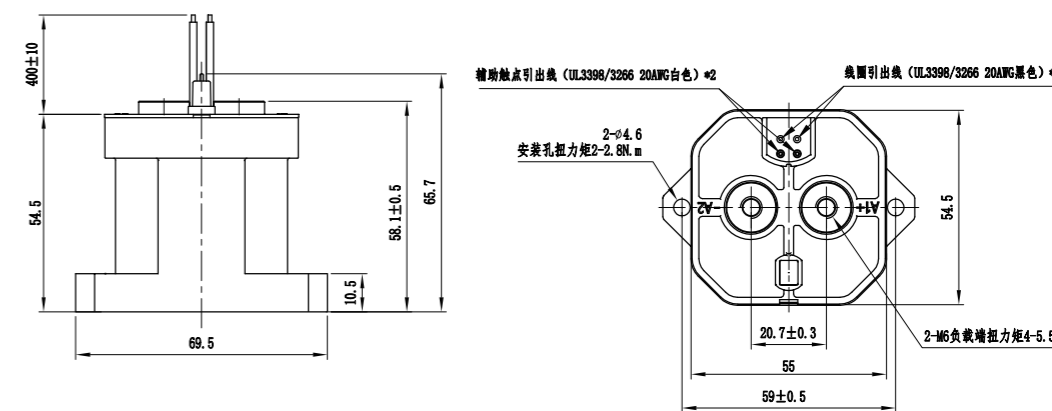 400±10
54.5
58.1±0.5
65.7
10.5
69.5
辅助触点引出线（UL3398/3266 20AWG白色）*2
线圈引出线（UL3398/3266 20AWG黑色）*
2-∅4.6
安装孔扭力矩2-2.8N.m
-A2
A1+
54.5
20.7±0.3
2-M6负载端扭力矩4-5.5
55
59±0.5